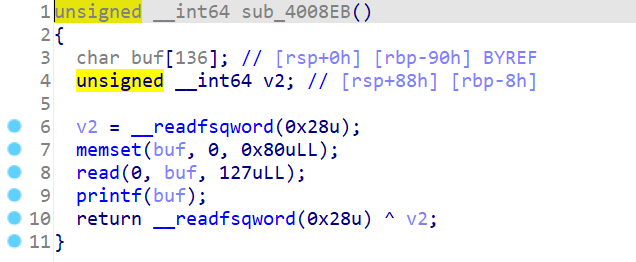 1 unsigned __int64 sub_4008EB()
2 {
3   char buf[136]; // [rsp+0h] [rbp-90h] BYREF
4   unsigned __int64 v2; // [rsp+88h] [rbp-8h]
5
6   v2 = __readfsqword(0x28u);
7   memset(buf, 0, 0x80uLL);
8   read(0, buf, 127uLL);
9   printf(buf);
10   return __readfsqword(0x28u) ^ v2;
11 }